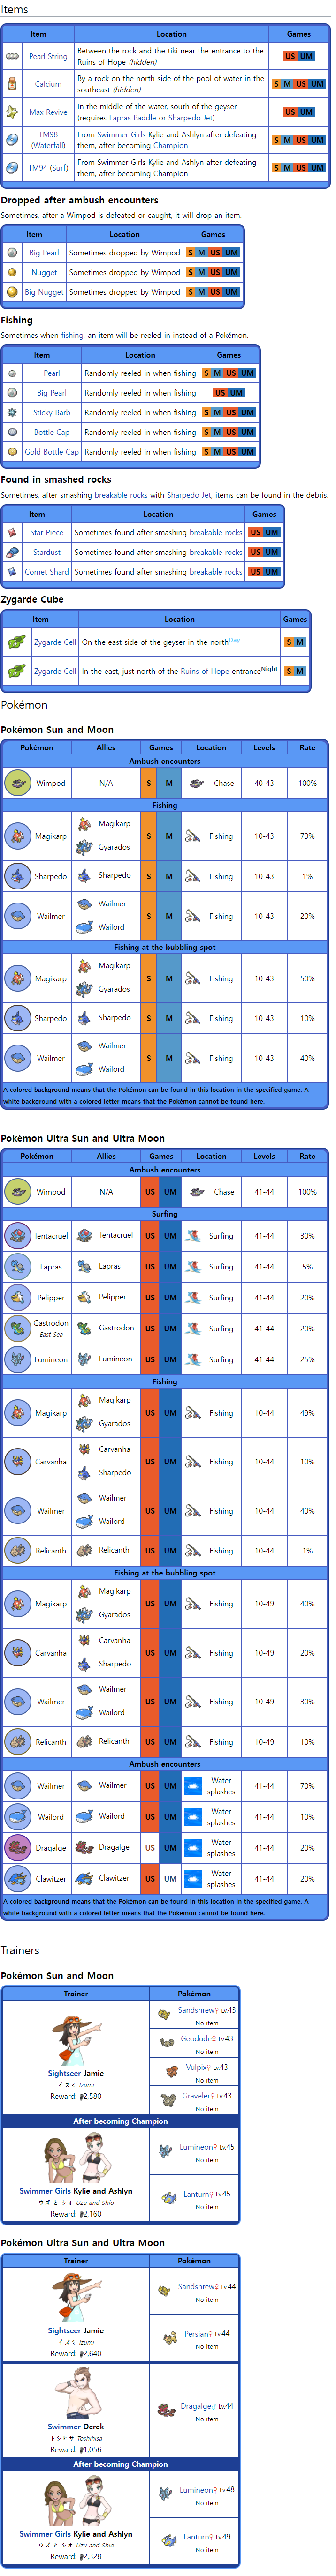 Items
Item Location Games
Pearl String Between the rock and the tiki near the entrance to the Ruins of Hope (hidden) US UM
Calcium By a rock on the north side of the pool of water in the southeast (hidden) S M US UM
Max Revive In the middle of the water, south of the geyser (requires Lapras Paddle or Sharpedo Jet) US UM
TM98 (Waterfall) From Swimmer Girls Kylie and Ashlyn after defeating them, after becoming Champion S M US UM
TM94 (Surf) From Swimmer Girls Kylie and Ashlyn after defeating them, after becoming Champion S M US UM
Dropped after ambush encounters
Sometimes, after a Wimpod is defeated or caught, it will drop an item.
Item Location Games
Big Pearl Sometimes dropped by Wimpod S M US UM
Nugget Sometimes dropped by Wimpod S M US UM
Big Nugget Sometimes dropped by Wimpod S M US UM
Fishing
Sometimes when fishing, an item will be reeled in instead of a Pokémon.
Item Location Games
Pearl Randomly reeled in when fishing S M US UM
Big Pearl Randomly reeled in when fishing US UM
Sticky Barb Randomly reeled in when fishing S M US UM
Bottle Cap Randomly reeled in when fishing S M US UM
Gold Bottle Cap Randomly reeled in when fishing S M US UM
Found in smashed rocks
Sometimes, after smashing breakable rocks with Sharpedo Jet, items can be found in the debris.
Item Location Games
Star Piece Sometimes found after smashing breakable rocks US UM
Stardust Sometimes found after smashing breakable rocks US UM
Comet Shard Sometimes found after smashing breakable rocks US UM
Zygarde Cube
Item Location Games
Zygarde Cell On the east side of the geyser in the north Day S M
Zygarde Cell In the east, just north of the Ruins of Hope entrance Night S M
Pokémon
Pokémon Sun and Moon
Pokémon Allies Games Location Levels Rate
Ambush encounters
Wimpod N/A S M Chase 40-43 100%
Fishing
Magikarp Magikarp Gyarados S M Fishing 10-43 79%
Sharpedo Sharpedo S M Fishing 10-43 1%
Wailmer Wailmer Wailord S M Fishing 10-43 20%
Fishing at the bubbling spot
Magikarp Magikarp Gyarados S M Fishing 10-43 50%
Sharpedo Sharpedo S M Fishing 10-43 10%
Wailmer Wailmer Wailord S M Fishing 10-43 40%
A colored background means that the Pokémon can be found in this location in the specified game. A
white background with a colored letter means that the Pokémon cannot be found here.
Pokémon Ultra Sun and Ultra Moon
Pokémon Allies Games Location Levels Rate
Ambush encounters
Wimpod N/A US UM Chase 41-44 100%
Surfing
Tentacruel Tentacruel US UM Surfing 41-44 30%
Lapras Lapras US UM Surfing 41-44 5%
Pelipper Pelipper US UM Surfing 41-44 20%
Gastrodon East Sea Gastrodon US UM Surfing 41-44 20%
Lumineon Lumineon US UM Surfing 41-44 25%
Fishing
Magikarp Magikarp Gyarados US UM Fishing 10-44 49%
Carvanha Carvanha Sharpedo US UM Fishing 10-44 10%
Wailmer Wailmer Wailord US UM Fishing 10-44 40%
Relicanth Relicanth US UM Fishing 10-44 1%
Fishing at the bubbling spot
Magikarp Magikarp Gyarados US UM Fishing 10-49 40%
Carvanha Carvanha Sharpedo US UM Fishing 10-49 20%
Wailmer Wailmer Wailord US UM Fishing 10-49 30%
Relicanth Relicanth US UM Fishing 10-49 10%
Ambush encounters
Wailmer Wailmer US UM Water splashes 41-44 70%
Wailord Wailord US UM Water splashes 41-44 10%
Dragalge Dragalge US UM Water splashes 41-44 20%
Clawitzer Clawitzer US UM Water splashes 41-44 20%
A colored background means that the Pokémon can be found in this location in the specified game. A
white background with a colored letter means that the Pokémon cannot be found here.
Trainers
Pokémon Sun and Moon
Trainer Pokémon
Sandshrew♀ Lv.43
No item
Geodude♀ Lv.43
No item
Vulpix♀ Lv.43
No item
Graveler♀ Lv.43
No item
Sightseer Jamie
イズミ Izumi
Reward: 2,580
After becoming Champion
Lumineon♀ Lv.45
No item
Lanturn♀ Lv.45
No item
Swimmer Girls Kylie and Ashlyn
ウズ と シオ Uzu and Shio
Reward: 2,160
Pokémon Ultra Sun and Ultra Moon
Trainer Pokémon
Sandshrew♀ Lv.44
No item
Persian♀ Lv.44
No item
Sightseer Jamie
イズミ Izumi
Reward: 2,640
Dragalge♂ Lv.44
No item
Swimmer Derek
トシヒサ Toshihisa
Reward: 1,056
After becoming Champion
Lumineon♀ Lv.48
No item
Lanturn♀ Lv.49
No item
Swimmer Girls Kylie and Ashlyn
ウズ と シオ Uzu and Shio
Reward: 2,328